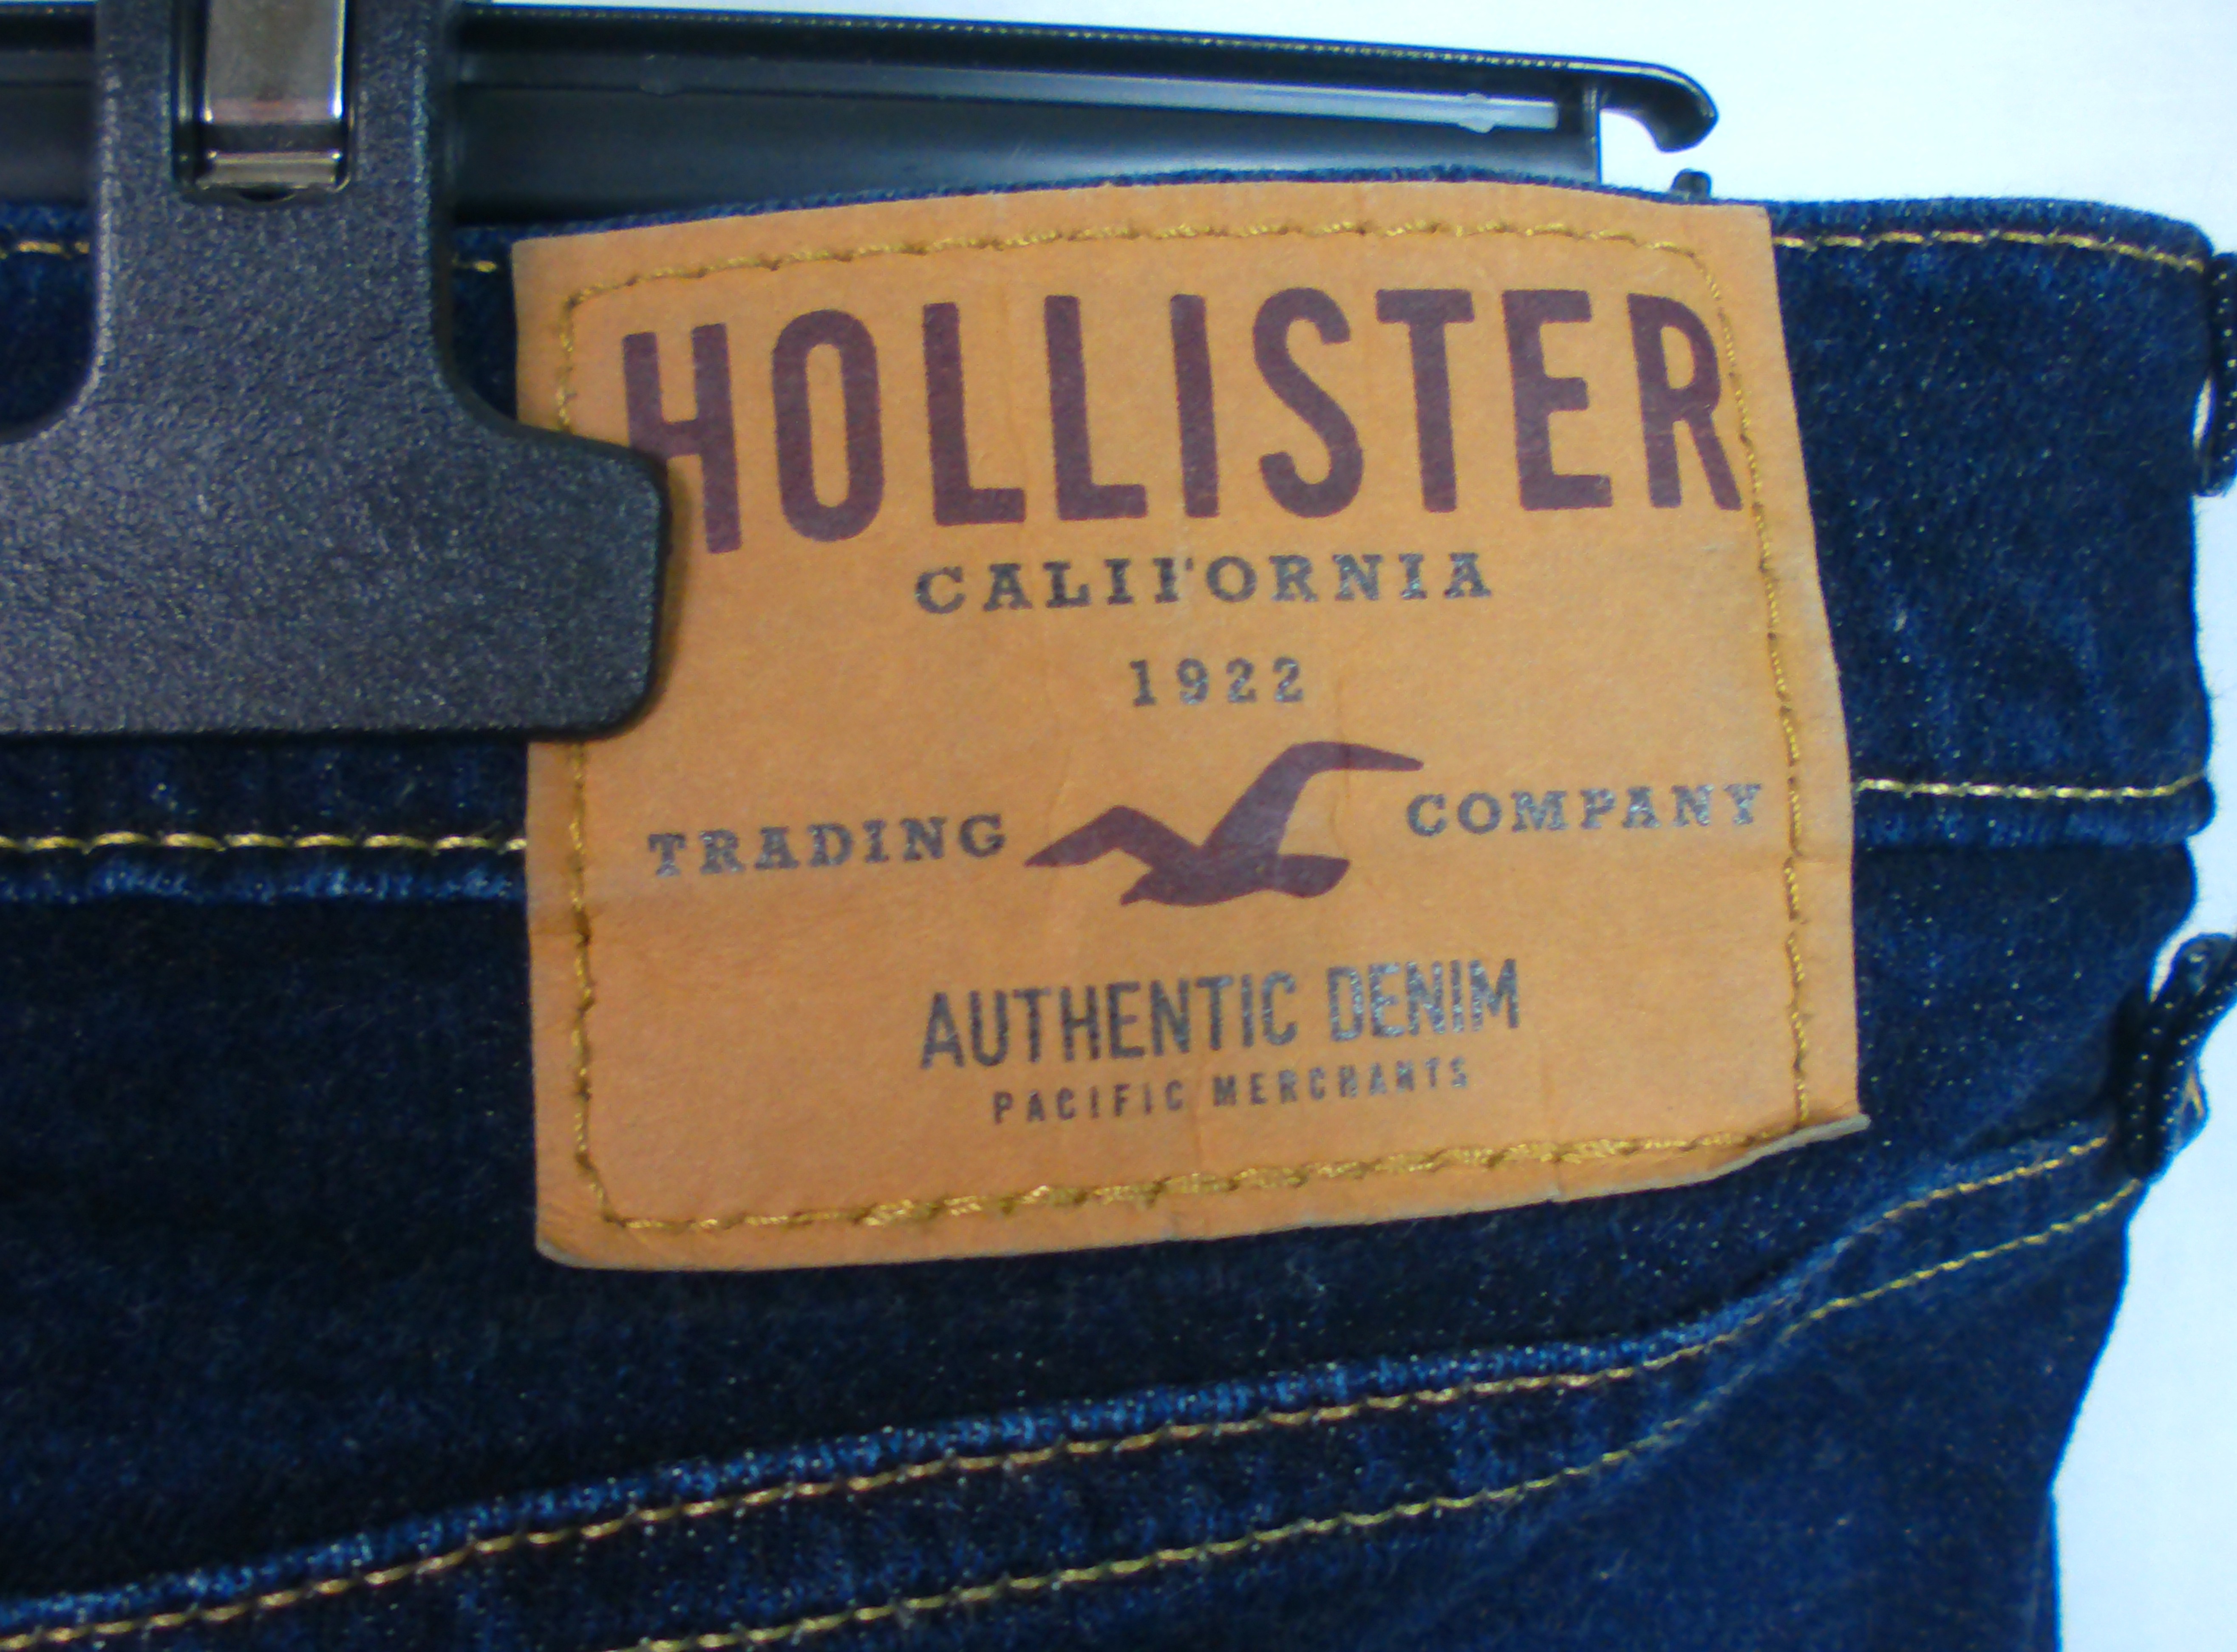 HOLLISTER
CALIFORNIA
1922
TRADING COMPANY
AUTHENTIC DENIM
PACIFIC MERCHANTS